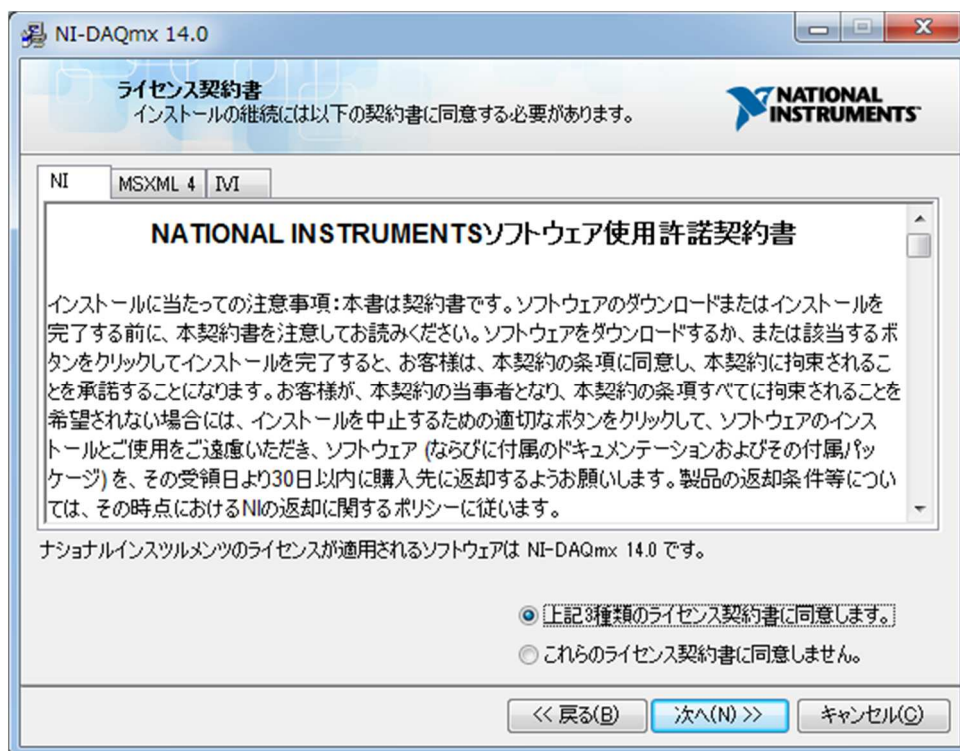 NI-DAQmx 14.0
ライセンス契約書
インストールの継続には以下の契約書に同意する必要があります。
NATIONAL
INSTRUMENTS™
NI
MSXML 4
IVI
NATIONAL INSTRUMENTSソフトウェア使用許諾契約書
インストールに当たっての注意事項：本書は契約書です。ソフトウェアのダウンロードまたはインストールを
完了する前に、本契約書を注意してお読みください。ソフトウェアをダウンロードするか、または該当するボ
タンをクリックしてインストールを完了すると、お客様は、本契約の条項に同意し、本契約に拘束されるこ
とを承諾することになります。お客様が、本契約の当事者となり、本契約の条項すべてに拘束されることを
希望されない場合には、インストールを中止するための適切なボタンをクリックして、ソフトウェアのインス
トールとご使用をご遠慮いただき、ソフトウェア (ならびに付属のドキュメンテーションおよびその付属パッ
ケージ) を、その受領日より30日以内に購入先に返却するようお願いします。製品の返却条件等につい
ては、その時点におけるNIの返却に関するポリシーに従います。
ナショナルインスツルメンツのライセンスが適用されるソフトウェアは NI-DAQmx 14.0 です。
上記3種類のライセンス契約書に同意します。
これらのライセンス契約書に同意しません。
<< 戻る(B)
次へ(N) >>
キャンセル(C)